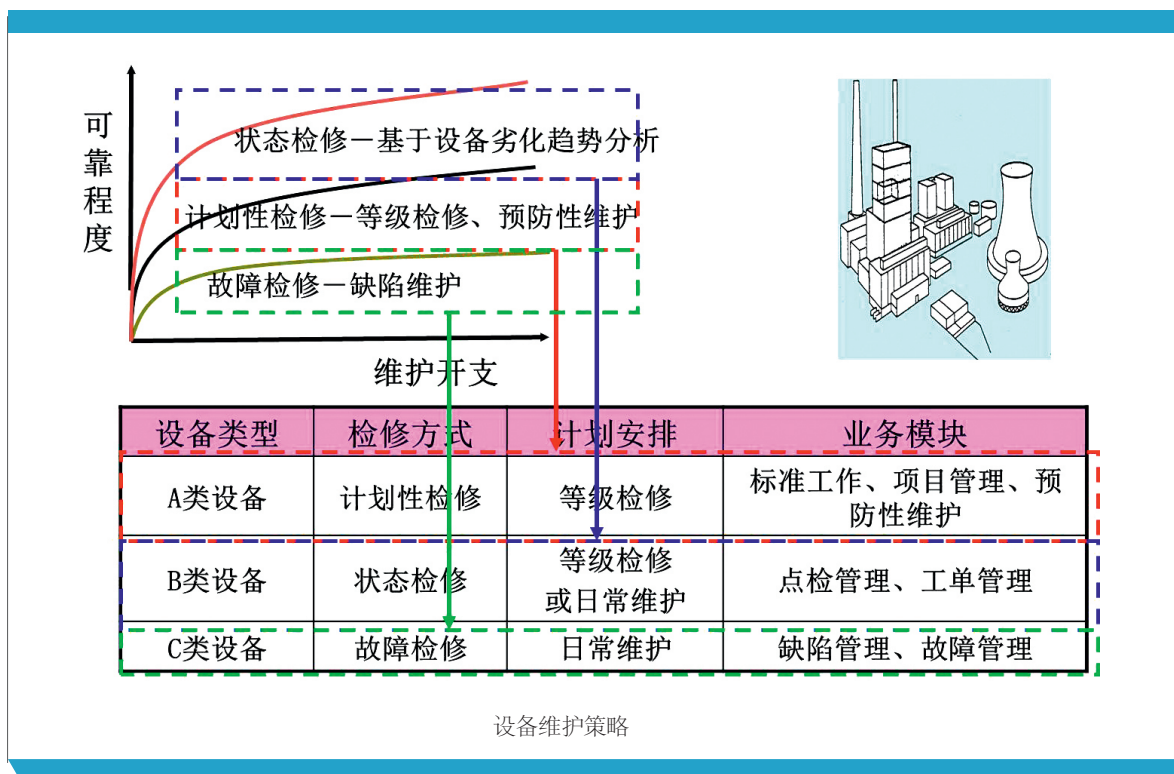 可靠程度
状态检修－基于设备劣化趋势分析
计划性检修－等级检修、预防性维护
故障检修－缺陷维护
维护开支
设备类型 检修方式 计划安排 业务模块
A类设备 计划性检修 等级检修 标准工作、项目管理、预
防性维护
B类设备 状态检修 等级检修
或日常维护 点检管理、工单管理
C类设备 故障检修 日常维护 缺陷管理、故障管理
设备维护策略